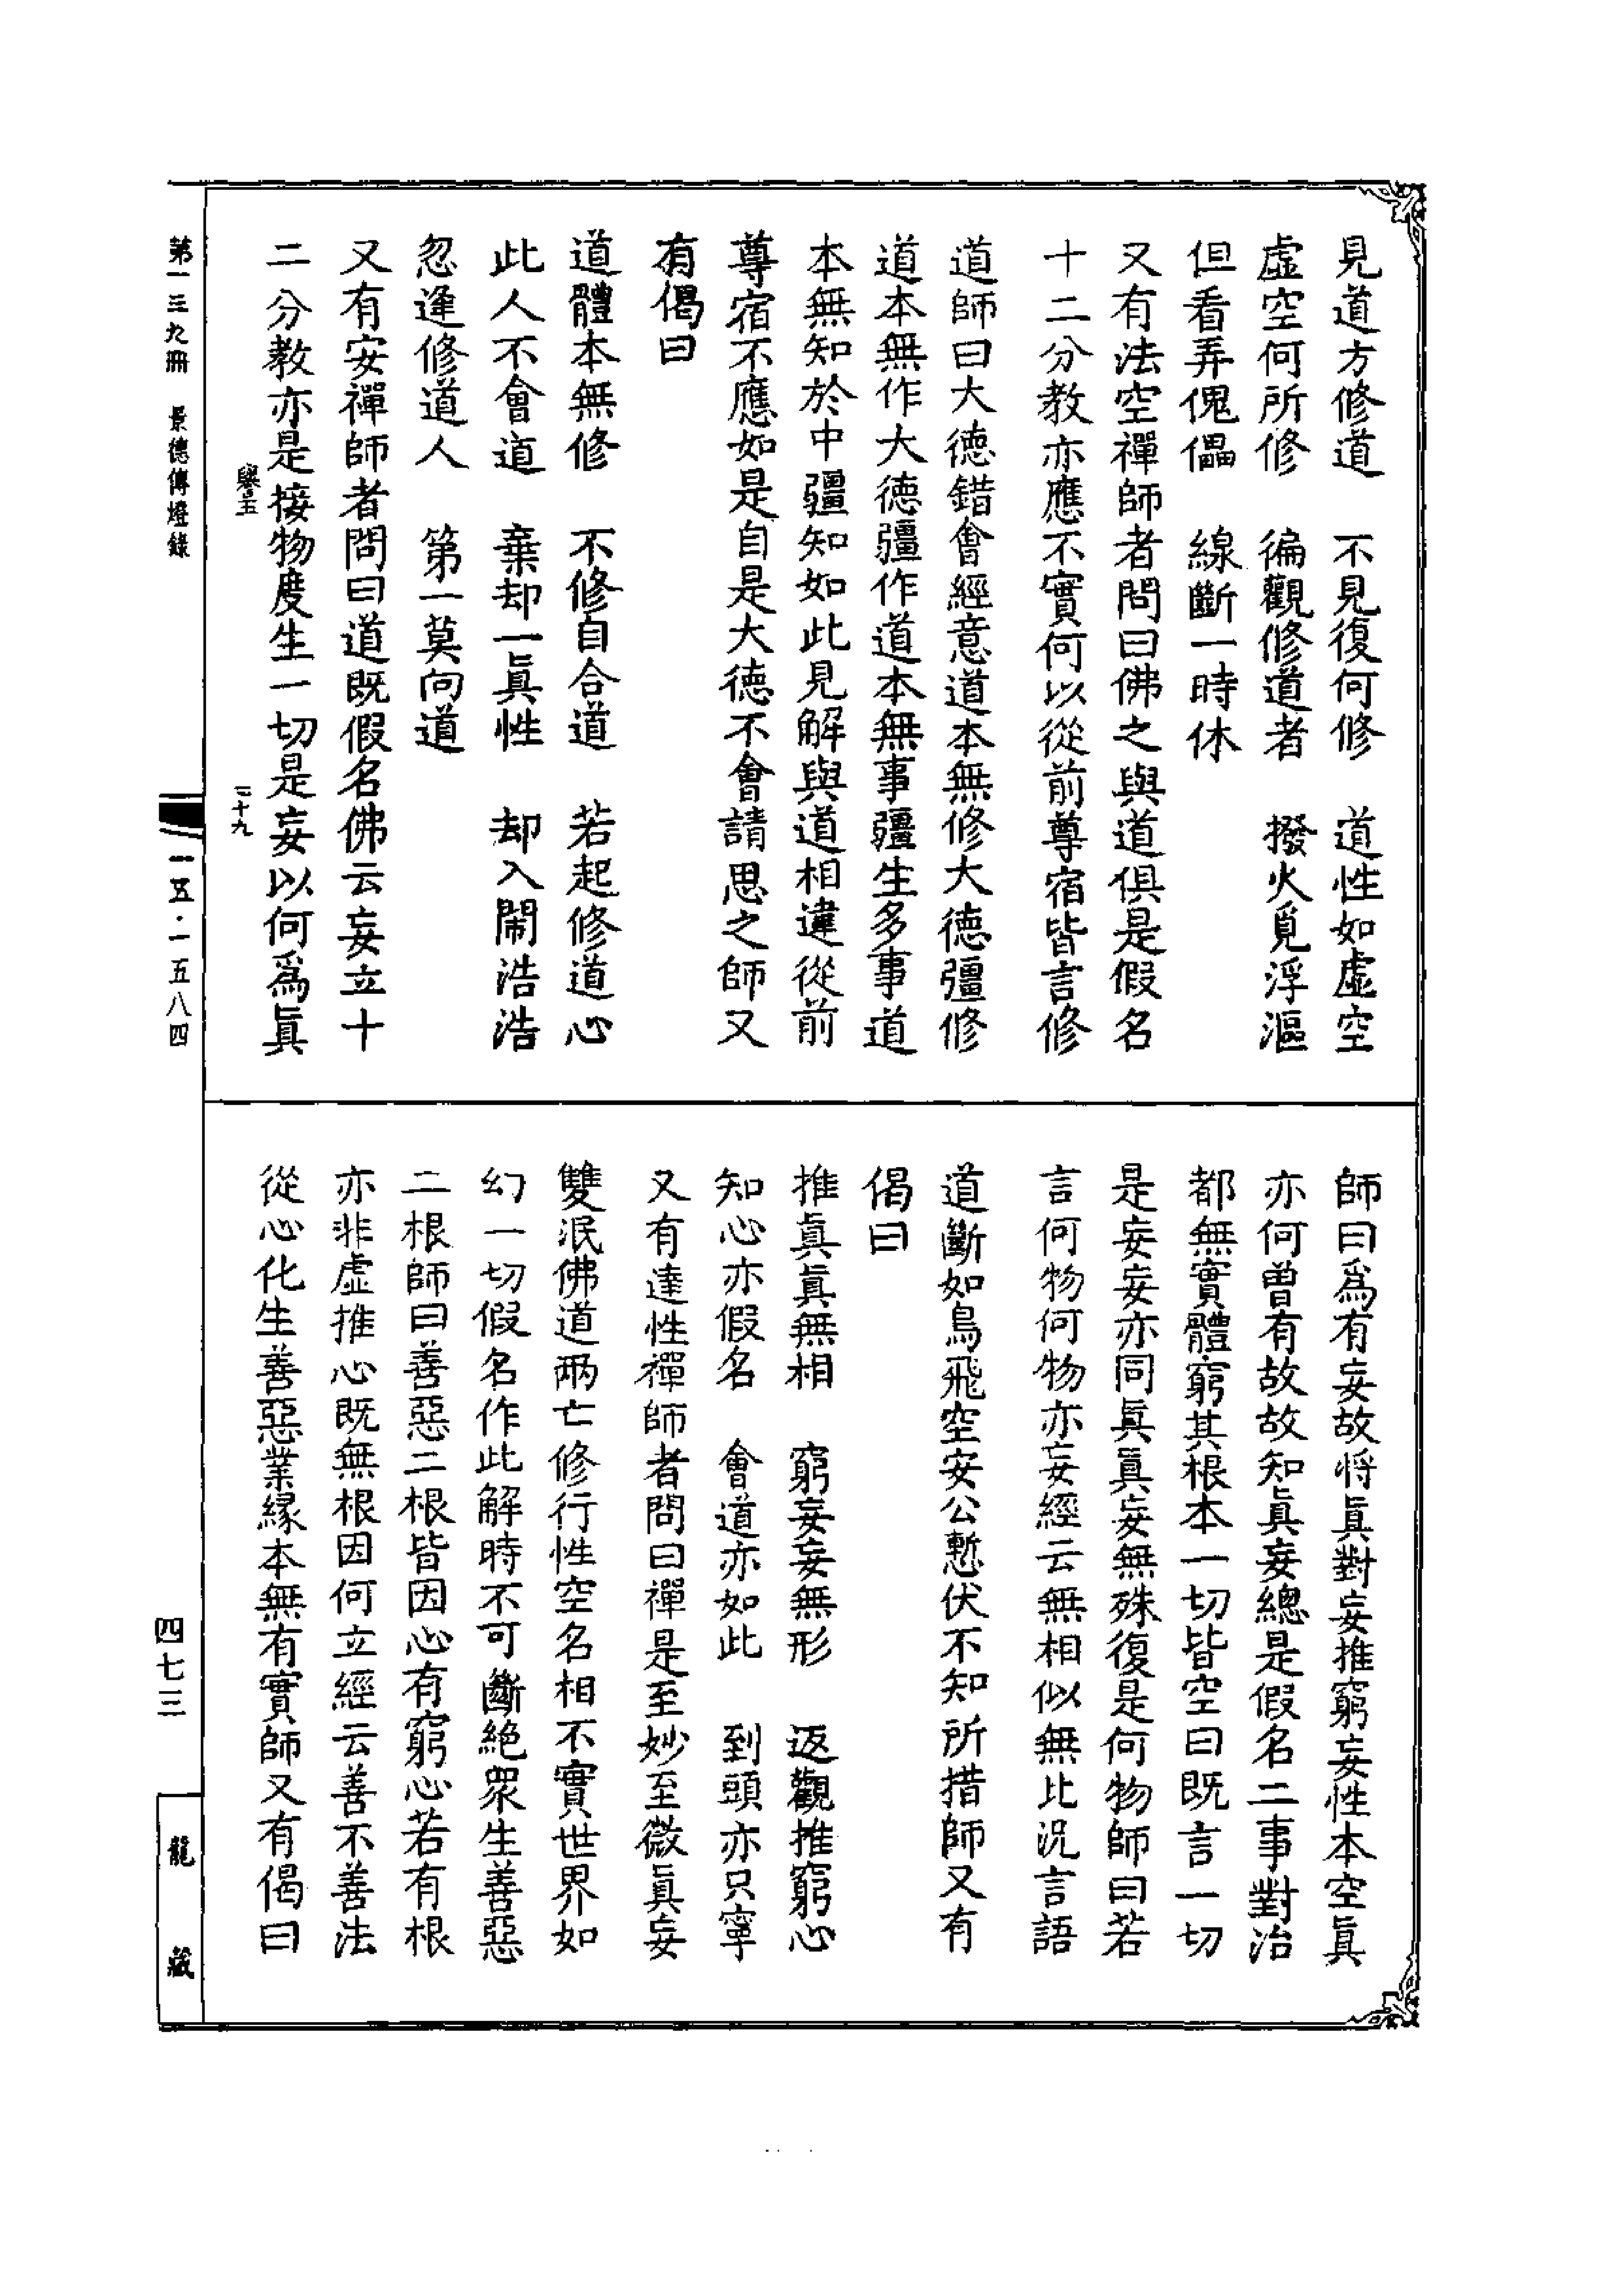 見道方修道　不見復何修　道性如虛空
虛空何所修　徧觀修道者　撥火覓浮漚
但看弄傀儡　線斷一時休
又有法空禪師者問曰佛之與道俱是假名
十二分教亦應不實何以從前尊宿皆言修
道師曰大德錯會經意道本無修大德彊修
道本無作大德彊作道本無事彊生多事道
本無知於中彊知如此見解與道相違從前
尊宿不應如是自是大德不會請思之師又
有偈曰
道體本無修　不修自合道　若起修道心
此人不會道　棄却一眞性　却入鬧浩浩
忽逢修道人　第一莫向道
又有安禪師者問曰道既假名佛云妄立十
二分教亦是接物度生一切是妄以何爲眞
三十九
師曰爲有妄故將眞對妄推窮妄性本空眞
亦何曾有故故知眞妄總是假名二事對治
都無實體窮其根本一切皆空曰既言一切
是妄妄亦同眞眞妄無殊復是何物師曰若
言何物何物亦妄經云無相似無比況言語
道斷如鳥飛空安公慙伏不知所措師又有
偈曰
推眞眞無相　窮妄妄無形　返觀推窮心
知心亦假名　會道亦如此　到頭亦只寧
又有達性禪師者問曰禪是至妙至微眞妄
雙泯佛道兩亡修行性空名相不實世界如
幻一切假名作此解時不可斷絕眾生善惡
二根師曰善惡二根皆因心有窮心若有根
亦非虛推心既無根因何立經云善不善法
從心化生善惡業緣本無有實師又有偈曰
第一三九冊　景德傳燈錄
一五·一五八四
四七三
龍藏